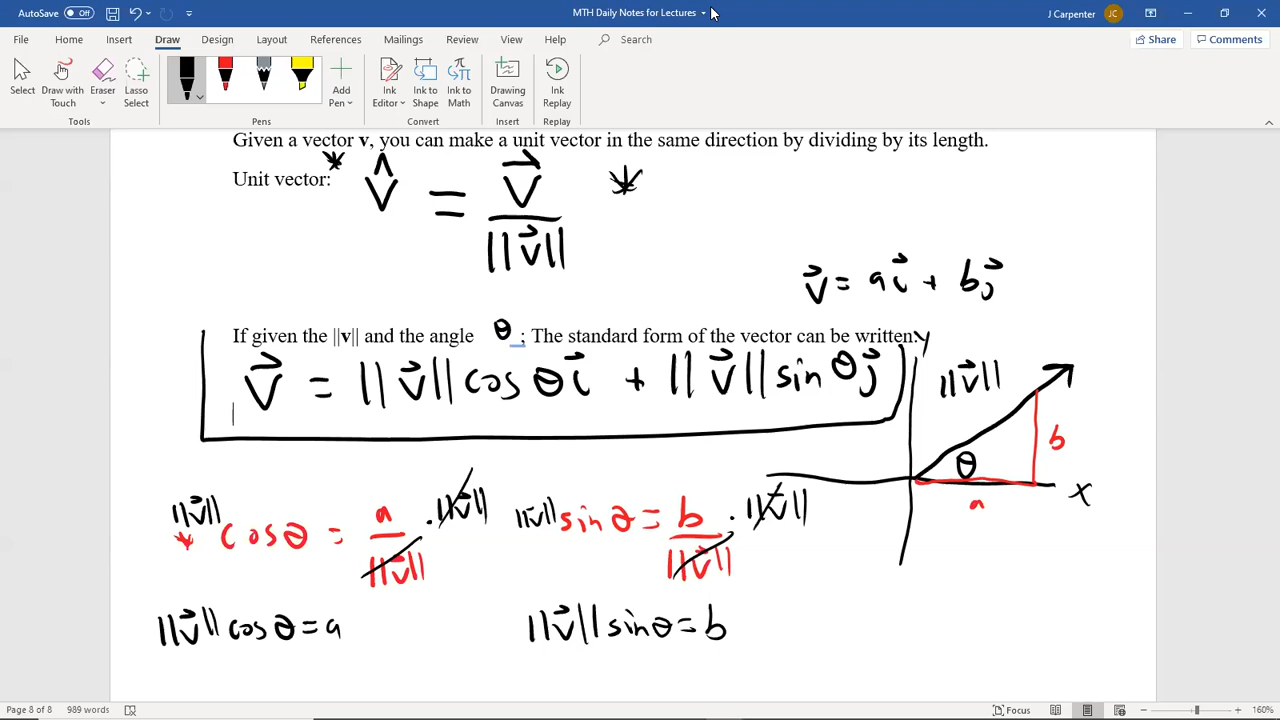 AutoSave Off MTH Daily Notes for Lectures J Carpenter JC
File Home Insert Draw Design Layout References Mailings Review View Help Search Share Comments
Select Draw with Touch Eraser Lasso Select Add Pen Ink Editor Ink to Shape Ink to Math Drawing Canvas Ink Replay
Tools Pens Convert Insert Replay
Given a vector v, you can make a unit vector in the same direction by dividing by its length.
Unit vector: * v̂ = v⃗ / ||v⃗|| *
v⃗ = ai⃗ + bj⃗
If given the ||v|| and the angle θ ; The standard form of the vector can be written:
v⃗ = ||v⃗|| cos θ i⃗ + ||v⃗|| sin θ j⃗
y
||v⃗||
b
θ
x
a
||v⃗|| * cos θ = a / ||v⃗|| · ||v⃗|| ||v⃗|| sin θ = b / ||v⃗|| · ||v⃗||
||v⃗|| cos θ = a ||v⃗|| sin θ = b
Page 8 of 8 989 words Focus 160%